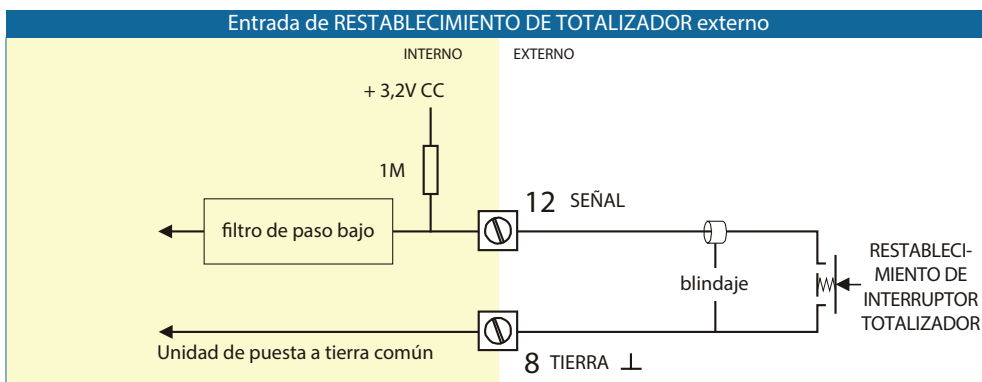 Entrada de RESTABLECIMIENTO DE TOTALIZADOR externo
INTERNO
EXTERNO
+ 3,2V CC
1M
12 SEÑAL
filtro de paso bajo
blindaje
RESTABLECI-
MIENTO DE
INTERRUPTOR
TOTALIZADOR
Unidad de puesta a tierra común
8 TIERRA